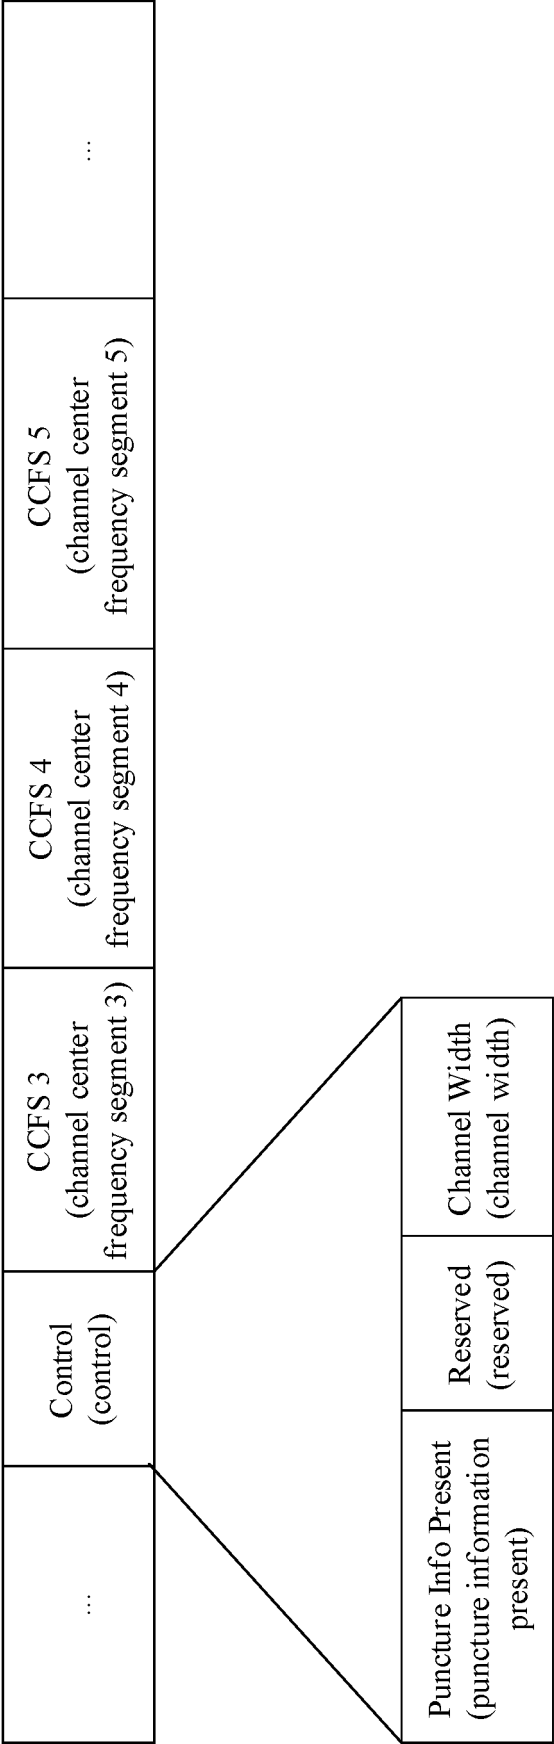 ...
Control
(control)
CCFS 3
(channel center
frequency segment 3)
CCFS 4
(channel center
frequency segment 4)
CCFS 5
(channel center
frequency segment 5)
...
Puncture Info Present
(puncture information
present)
Reserved
(reserved)
Channel Width
(channel width)